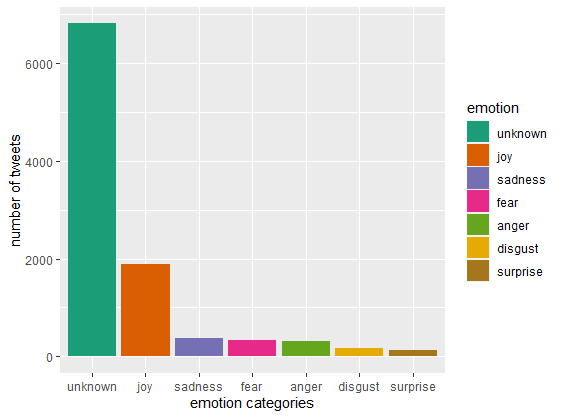 number of tweets
6000
4000
2000
0
unknown joy sadness fear anger disgust surprise
emotion categories
emotion
unknown
joy
sadness
fear
anger
disgust
surprise